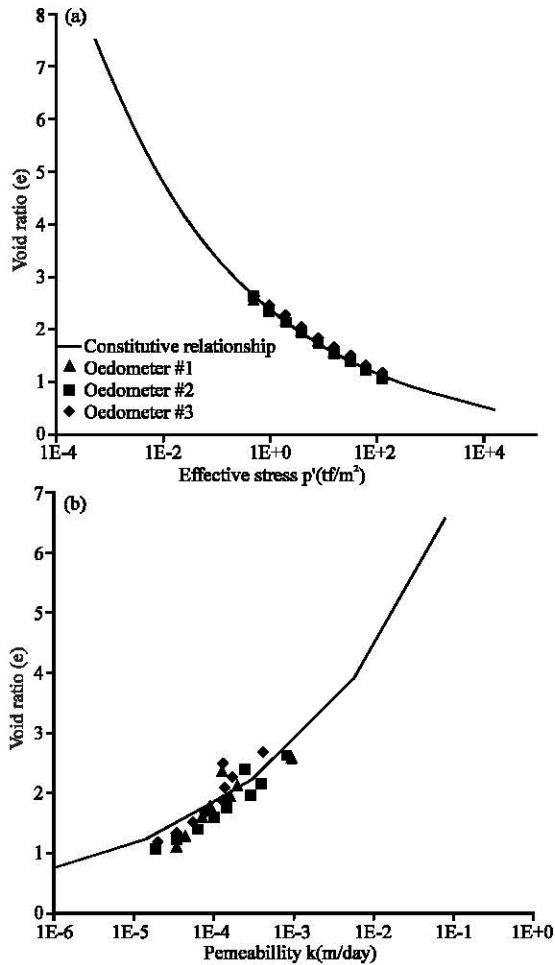 (a)
8
7
6
5
4
3
2
1
0
Void ratio (e)
Constitutive relationship
Oedometer #1
Oedometer #2
Oedometer #3
1E-4 1E-2 1E+0 1E+2 1E+4
Effective stress p'(tf/m²)
(b)
7
6
5
4
3
2
1
0
Void ratio (e)
1E-6 1E-5 1E-4 1E-3 1E-2 1E-1 1E+0
Pemeabillity k(m/day)